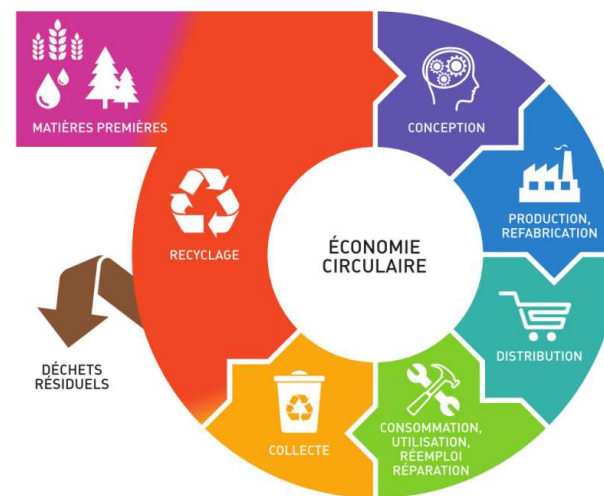 MATIÈRES PREMIÈRES
CONCEPTION
PRODUCTION,
REFABRICATION
DISTRIBUTION
CONSOMMATION,
UTILISATION,
RÉEMPLOI
RÉPARATION
COLLECTE
RECYCLAGE
DÉCHETS
RÉSIDUELS
ÉCONOMIE
CIRCULAIRE